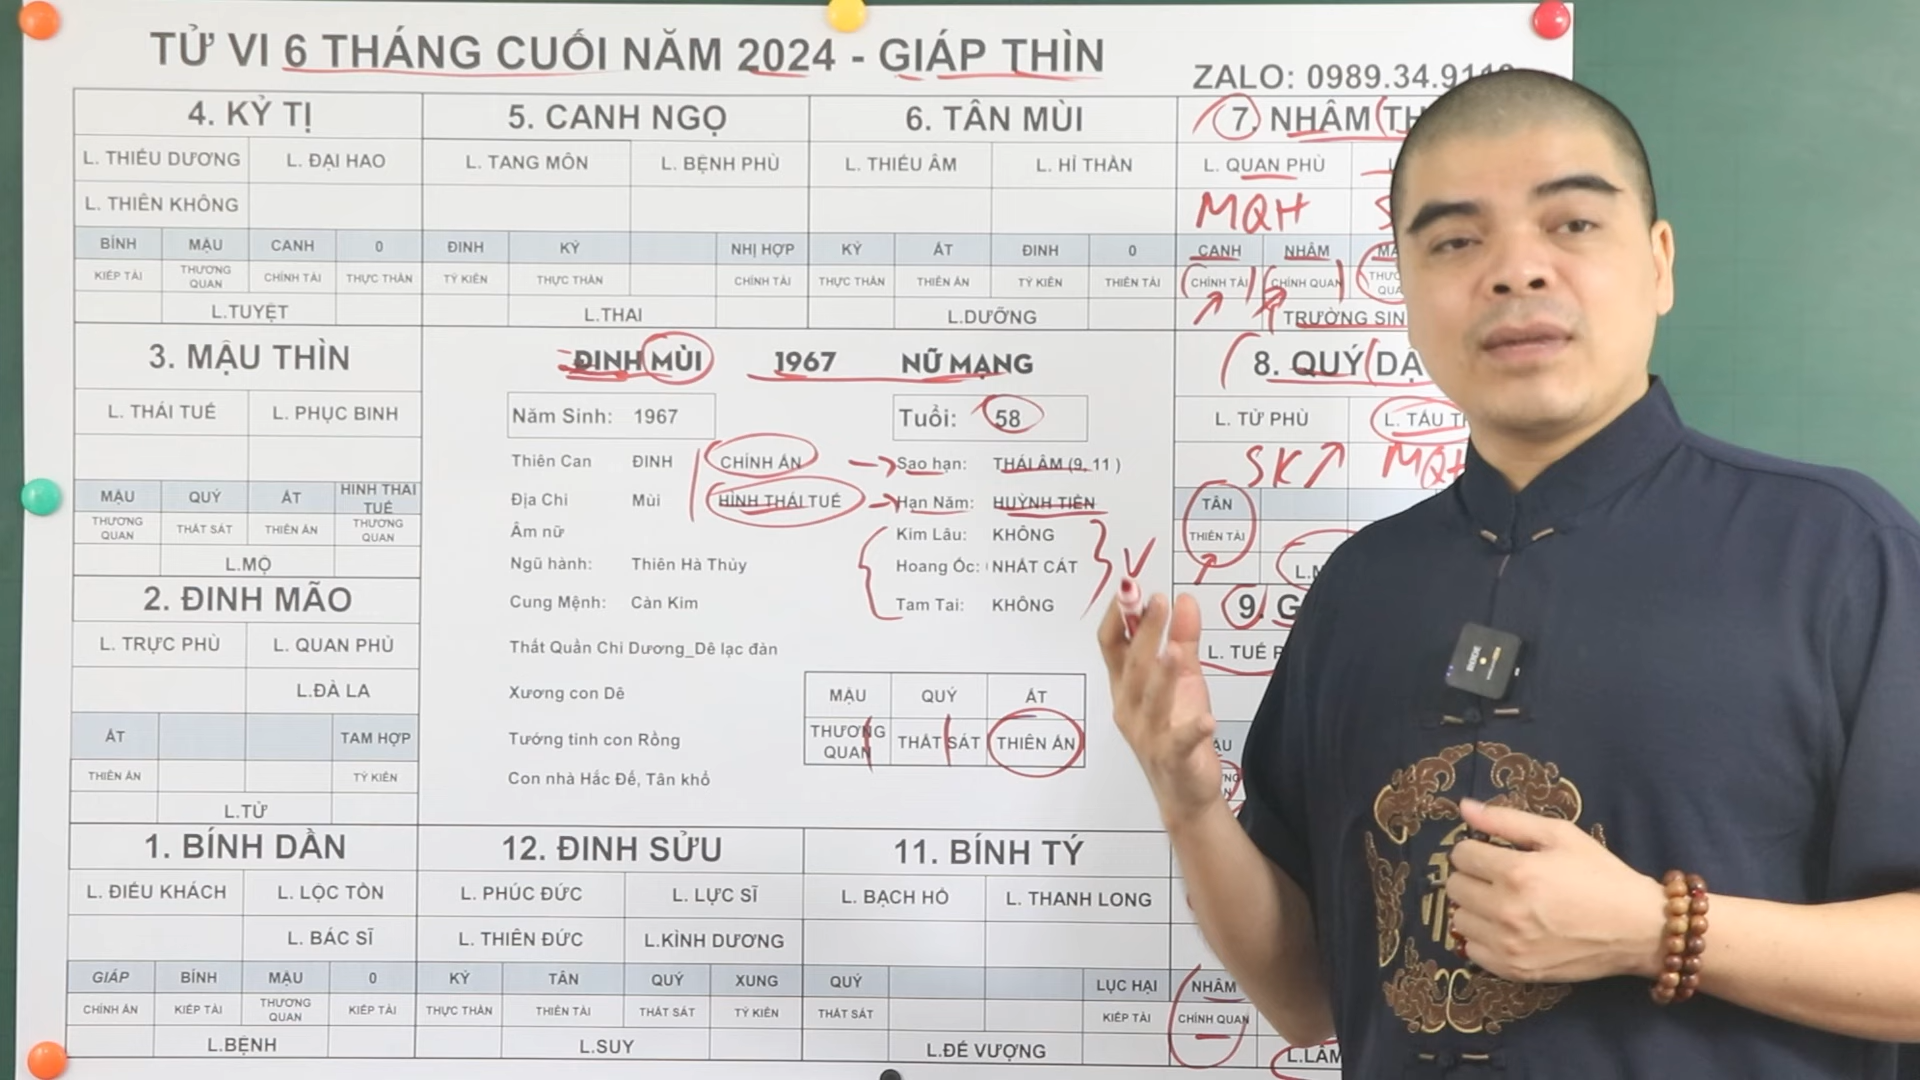 TỬ VI 6 THÁNG CUỐI NĂM 2024 - GIÁP THÌN
ZALO: 0989.34.9119
4. KỶ TỊ
5. CANH NGỌ
6. TÂN MÙI
7. NHÂM
L. THIẾU DƯƠNG
L. ĐẠI HAO
L. TANG MÔN
L. BỆNH PHÙ
L. THIẾU ÂM
L. HỈ THẦN
L. QUAN PHÙ
L. THIÊN KHÔNG
MQH
BÍNH
MẬU
CANH
0
ĐINH
KỶ
NHỊ HỢP
KỶ
ẤT
ĐINH
0
CANH
NHÂM
KIẾP TÀI
THƯƠNG QUAN
CHÍNH TÀI
THỰC THẦN
TỶ KIÊN
THỰC THẦN
CHÍNH TÀI
THỰC THẦN
THIÊN ẤN
TỶ KIÊN
THIÊN TÀI
CHÍNH TÀI
CHÍNH QUAN
L.TUYỆT
L.THAI
L.DƯỠNG
TRƯỜNG SIN
3. MẬU THÌN
ĐINH MÙI
1967
NỮ MẠNG
8. QUÝ DẬ
L. THÁI TUẾ
L. PHỤC BINH
Năm Sinh: 1967
Tuổi: 58
L. TỬ PHÙ
L. TẤU
Thiên Can
ĐINH
CHÍNH ẤN
Sao hạn:
THÁI ÂM (9, 11)
SK
MQH
MẬU
QUÝ
ẤT
HÌNH THÁI TUẾ
Địa Chi
Mùi
HÌNH THÁI TUẾ
Hạn Năm:
HUỲNH TIỀN
TÂN
THƯƠNG QUAN
THẤT SÁT
THIÊN ẤN
THƯƠNG QUAN
Âm nữ
Kim Lâu:
KHÔNG
V
THIÊN TÀI
L.MỘ
Ngũ hành:
Thiên Hà Thủy
Hoang Ốc:
NHẤT CÁT
2. ĐINH MÃO
Cung Mệnh:
Càn Kim
Tam Tai:
KHÔNG
9. G
L. TRỰC PHÙ
L. QUAN PHỦ
Thất Quần Chi Dương_Dê lạc đàn
L. TUẾ
L.ĐÀ LA
Xương con Dê
MẬU
QUÝ
ẤT
RØDE
ẤT
TAM HỢP
Tướng tinh con Rồng
THƯƠNG QUAN
THẤT SÁT
THIÊN ẤN
THIÊN ẤN
TỶ KIÊN
Con nhà Hắc Đế, Tân khổ
L.TỬ
1. BÍNH DẦN
12. ĐINH SỬU
11. BÍNH TÝ
L. ĐIẾU KHÁCH
L. LỘC TỒN
L. PHÚC ĐỨC
L. LỰC SĨ
L. BẠCH HỔ
L. THANH LONG
L. BÁC SĨ
L. THIÊN ĐỨC
L.KÌNH DƯƠNG
GIÁP
BÍNH
MẬU
0
KỶ
TÂN
QUÝ
XUNG
QUÝ
LỤC HẠI
NHÂM
CHÍNH ẤN
KIẾP TÀI
THƯƠNG QUAN
KIẾP TÀI
THỰC THẦN
THIÊN TÀI
THẤT SÁT
TỶ KIÊN
THẤT SÁT
KIẾP TÀI
CHÍNH QUAN
L.BỆNH
L.SUY
L.ĐẾ VƯỢNG
L.LÂM